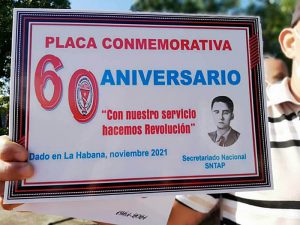 PLACA CONMEMORATIVA
60 ANIVERSARIO
“Con nuestro servicio
hacemos Revolución”
Dado en La Habana, noviembre 2021
Secretariado Nacional
SNTAP